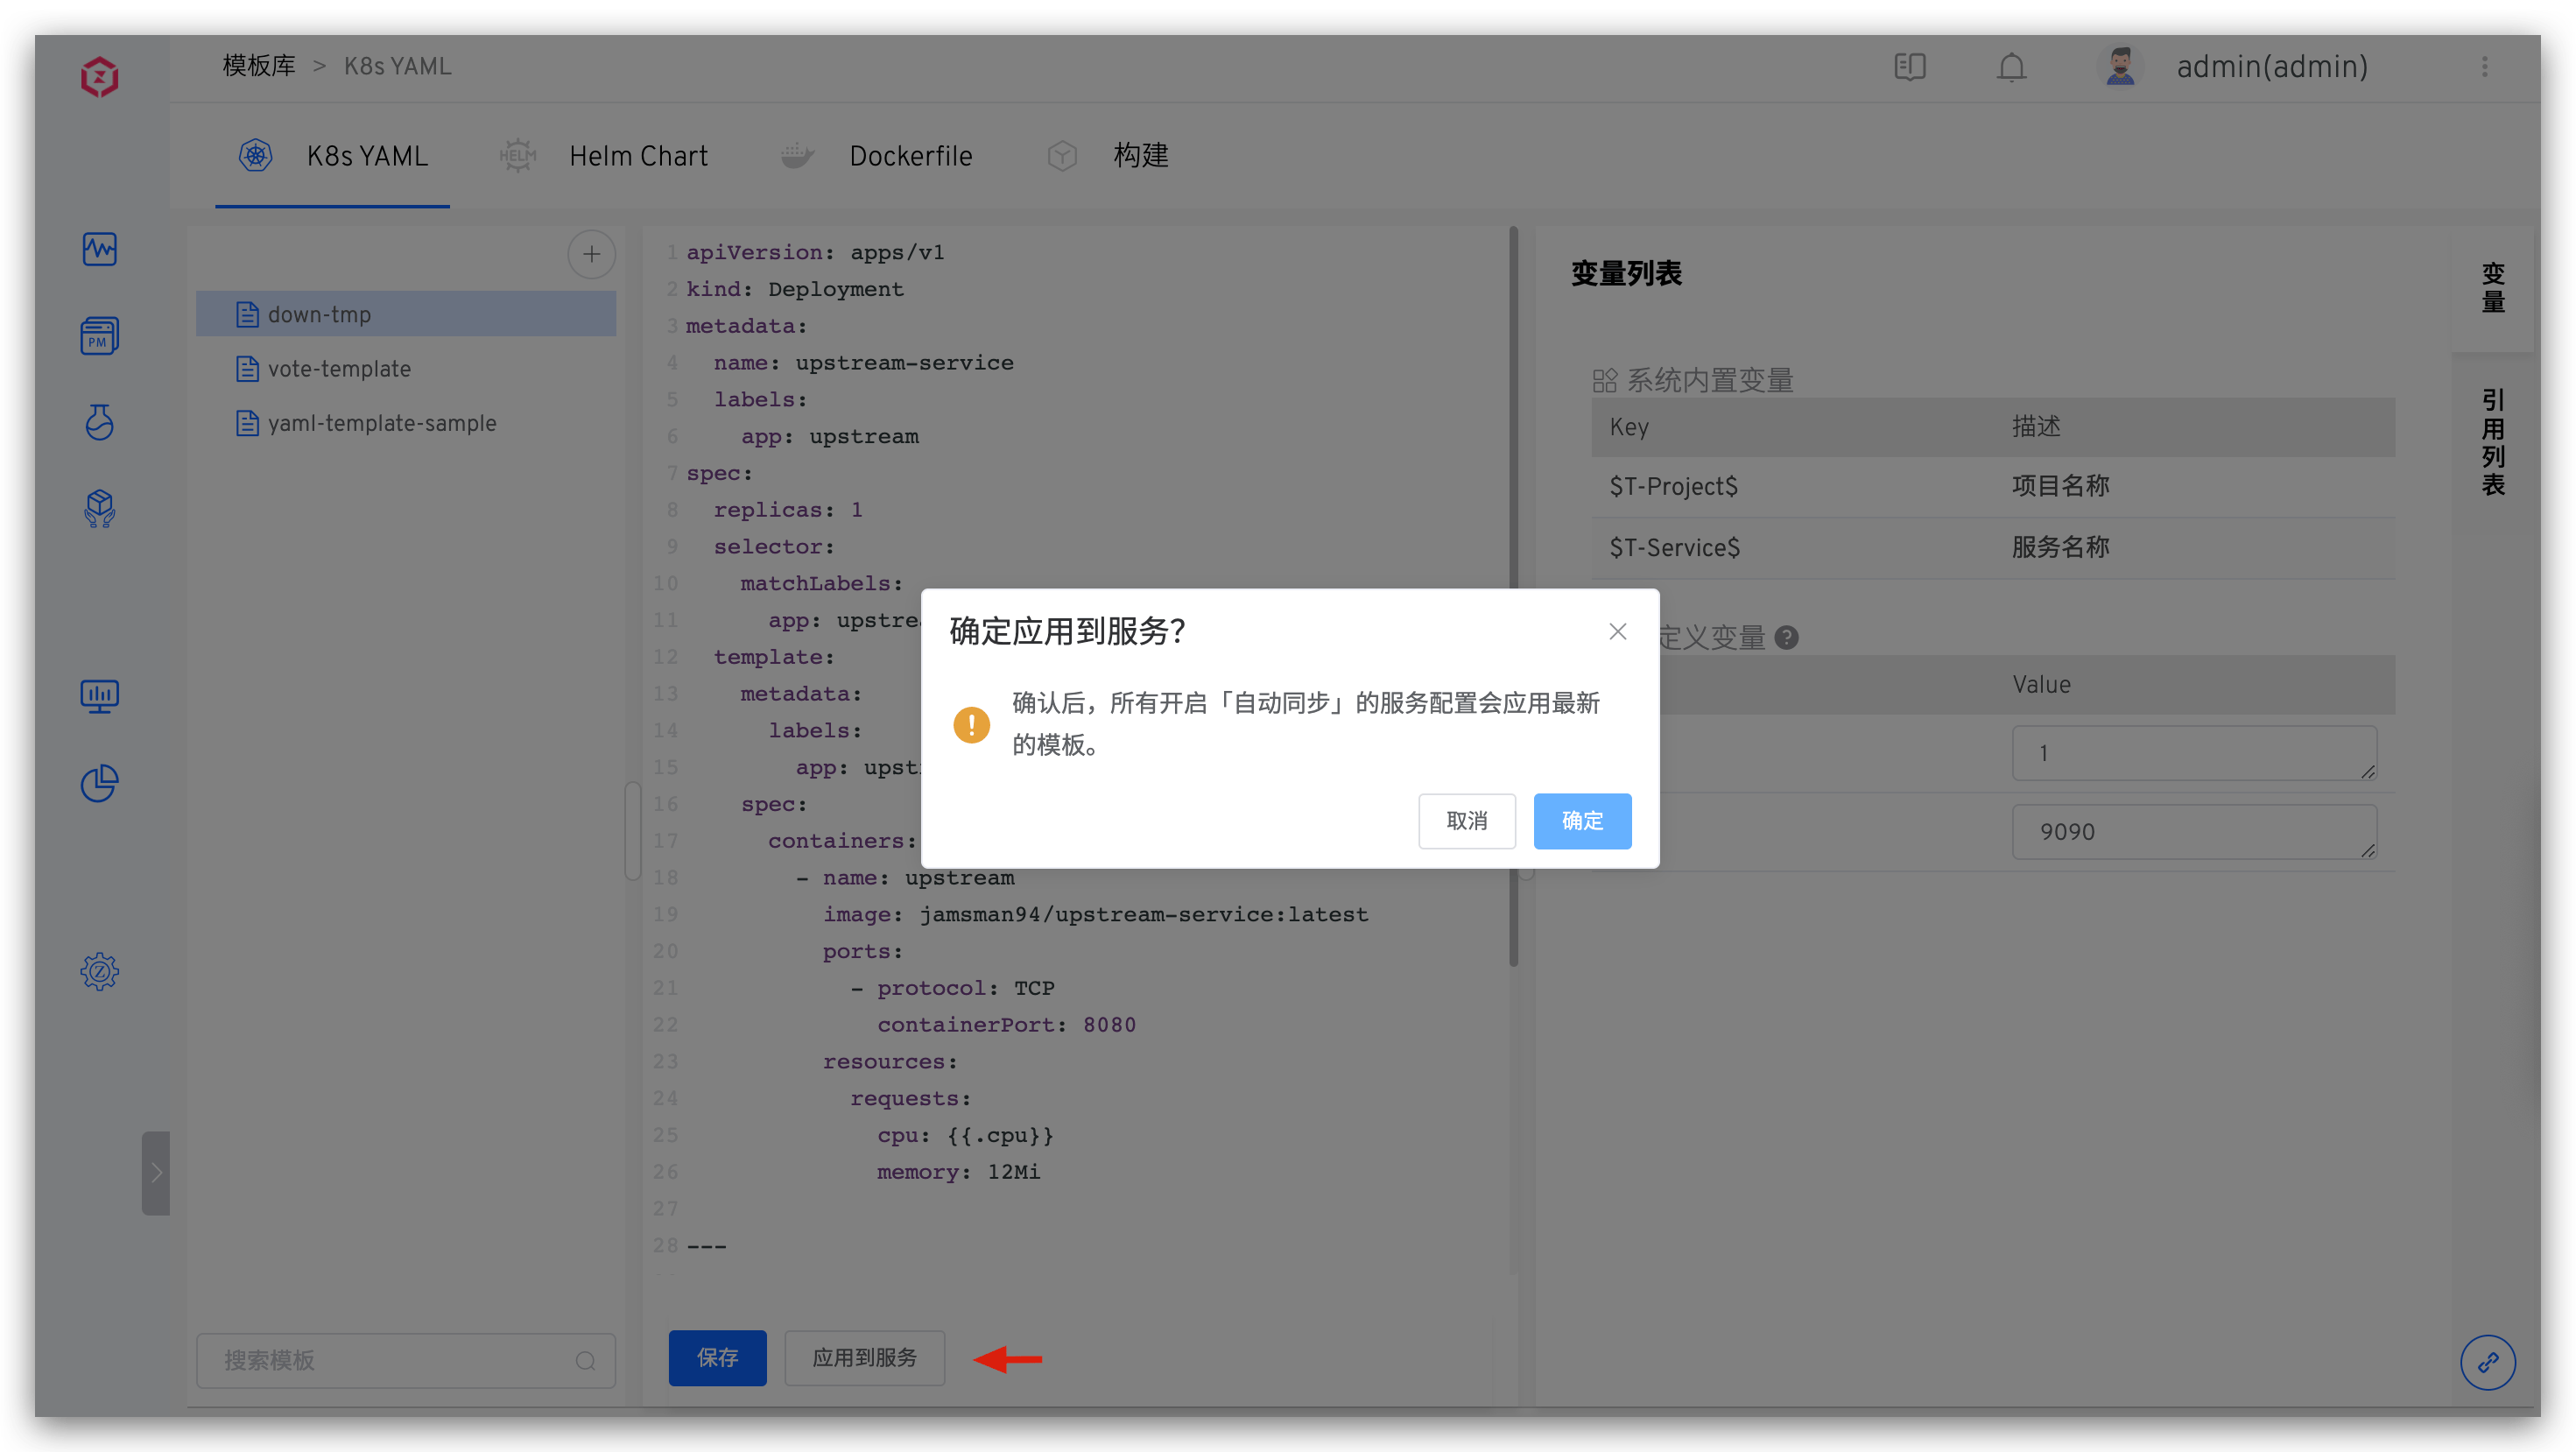 模板库 > K8s YAML
admin(admin)
K8s YAML
HELM
Helm Chart
Dockerfile
构建
PM
down-tmp
vote-template
yaml-template-sample
搜索模板
1 apiVersion: apps/v1
2 kind: Deployment
3 metadata:
4 name: upstream-service
5 labels:
6 app: upstream
7 spec:
8 replicas: 1
9 selector:
10 matchLabels:
11 app: upstre
12 template:
13 metadata:
14 labels:
15 app: upst
16 spec:
17 containers:
18 - name: upstream
19 image: jamsman94/upstream-service:latest
20 ports:
21 - protocol: TCP
22 containerPort: 8080
23 resources:
24 requests:
25 cpu: {{.cpu}}
26 memory: 12Mi
27
28 ---
保存
应用到服务
确定应用到服务?
确认后，所有开启「自动同步」的服务配置会应用最新
的模板。
取消
确定
变量列表
系统内置变量
Key 描述
$T-Project$ 项目名称
$T-Service$ 服务名称
定义变量
Value
1
9090
变量
引用列表